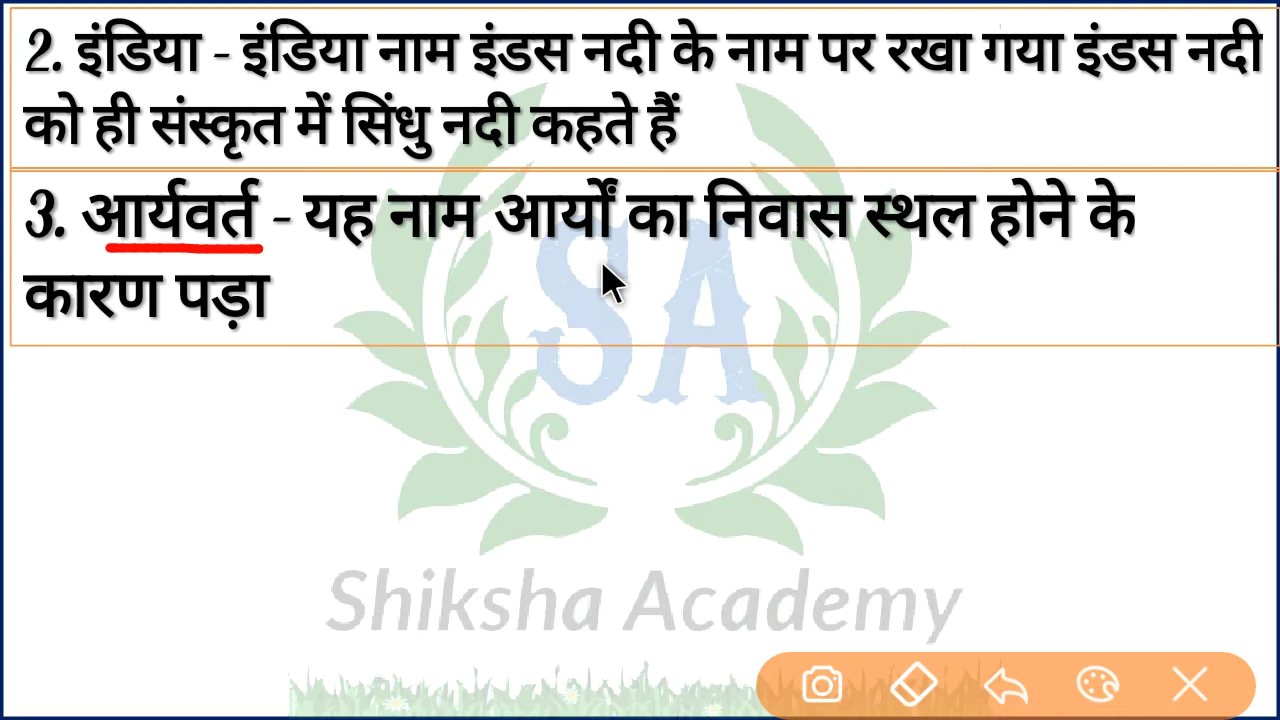 2. इंडिया - इंडिया नाम इंडस नदी के नाम पर रखा गया इंडस नदी
को ही संस्कृत में सिंधु नदी कहते हैं
3. आर्यवर्त - यह नाम आर्यों का निवास स्थल होने के
कारण पड़ा
SA
Shiksha Academy